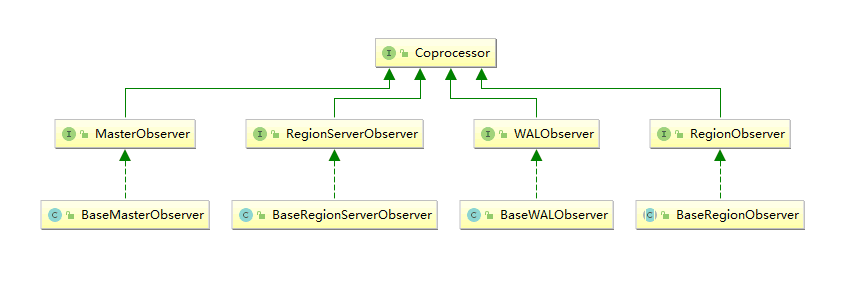 I Coprocessor
I MasterObserver
I RegionServerObserver
I WALObserver
I RegionObserver
C BaseMasterObserver
C BaseRegionServerObserver
C BaseWALObserver
C BaseRegionObserver